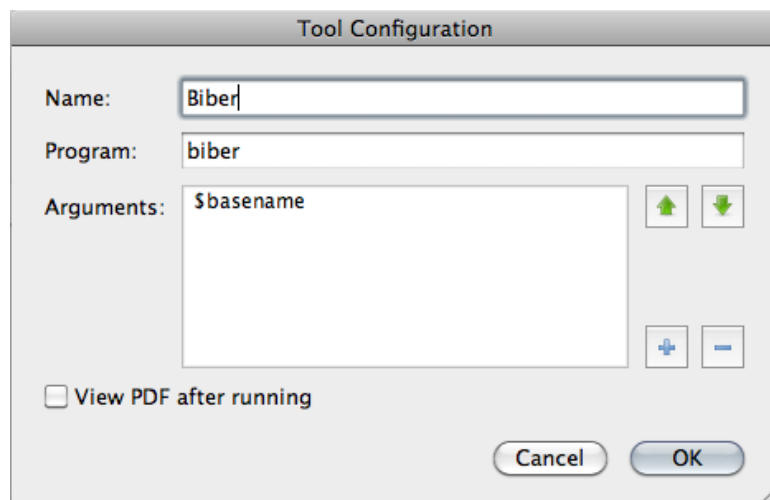 Tool Configuration
Name: Biber
Program: biber
Arguments: $basename
View PDF after running
Cancel OK